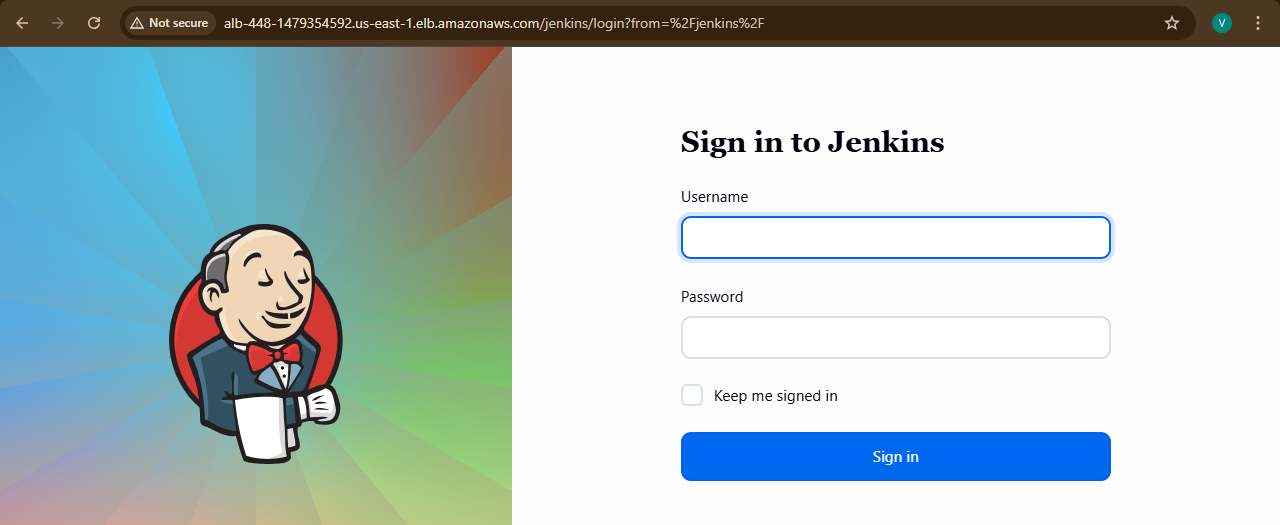 Not secure
alb-448-1479354592.us-east-1.elb.amazonaws.com/jenkins/login?from=%2Fjenkins%2F
V
Sign in to Jenkins
Username
Password
Keep me signed in
Sign in